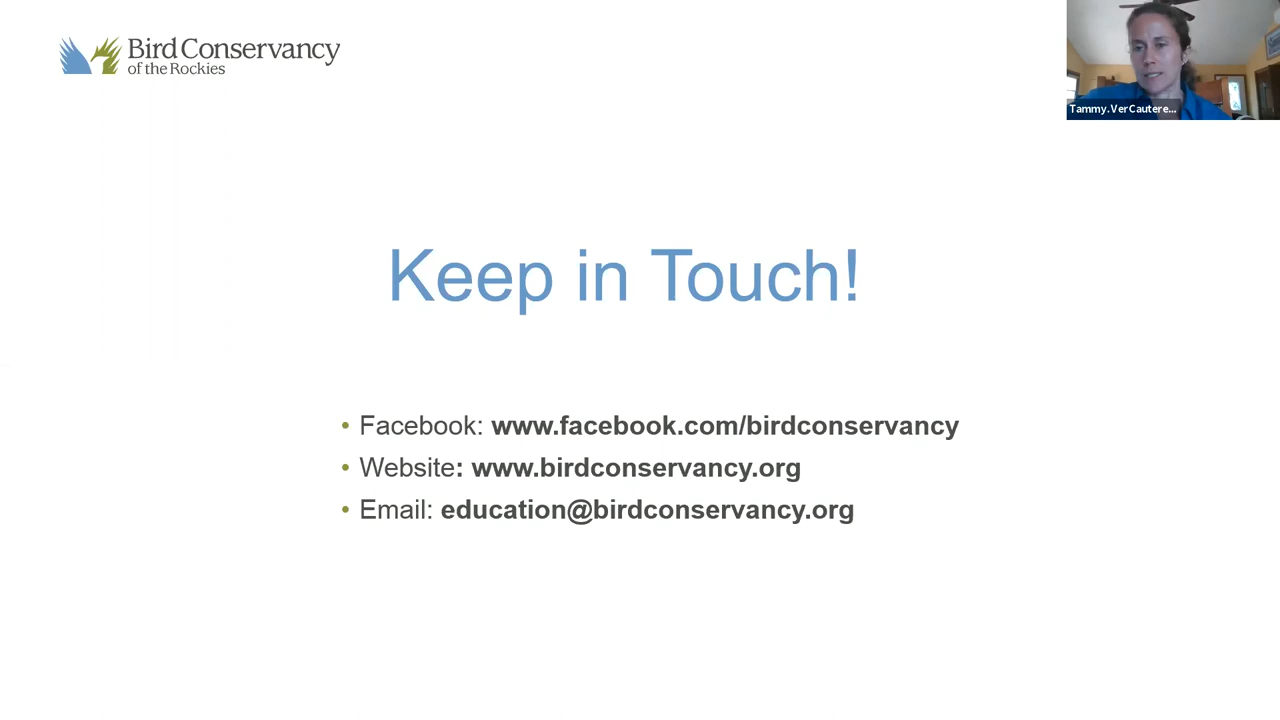 Bird Conservancy
of the Rockies
Tammy.VerCautere...
Keep in Touch!
• Facebook: www.facebook.com/birdconservancy
• Website: www.birdconservancy.org
• Email: education@birdconservancy.org